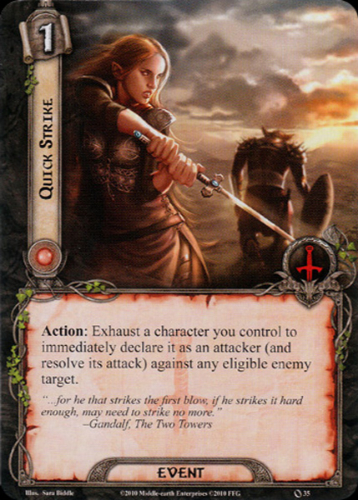 1
QUICK STRIKE
Action: Exhaust a character you control to
immediately declare it as an attacker (and
resolve its attack) against any eligible enemy
target.
"...for he that strikes the first blow, if he strikes it hard
enough, may need to strike no more."
–Gandalf, The Two Towers
EVENT
Illus. Sara Biddle
©2010 Middle-earth Enterprises ©2010 FFG
35